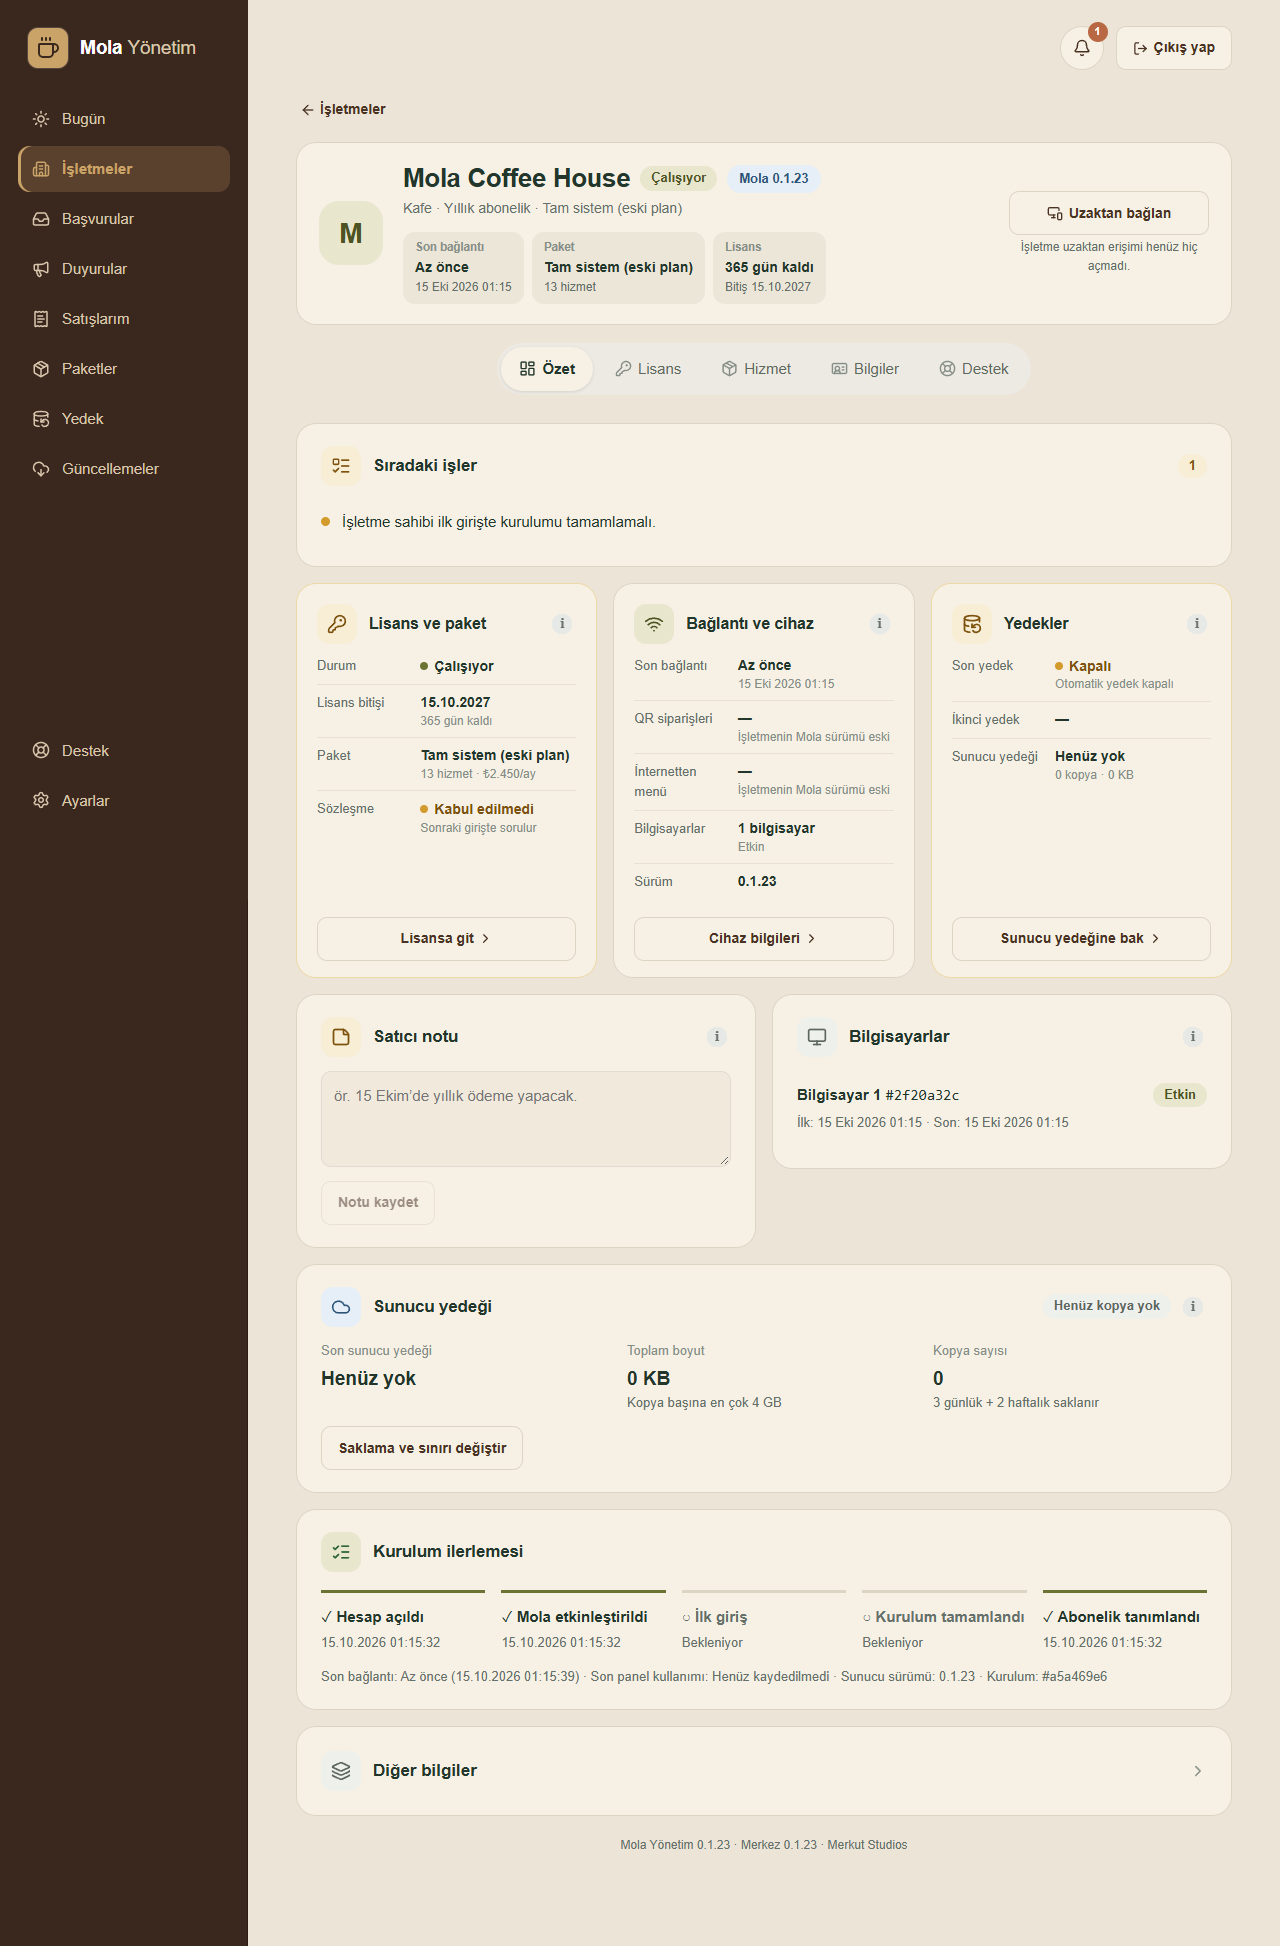 Mola Yönetim
Bugün
İşletmeler
Başvurular
Duyurular
Satışlarım
Paketler
Yedek
Güncellemeler
Destek
Ayarlar
1
Çıkış yap
İşletmeler
M
Mola Coffee House
Çalışıyor
Mola 0.1.23
Kafe · Yıllık abonelik · Tam sistem (eski plan)
Son bağlantı
Az önce
15 Eki 2026 01:15
Paket
Tam sistem (eski plan)
13 hizmet
Lisans
365 gün kaldı
Bitiş 15.10.2027
Uzaktan bağlan
İşletme uzaktan erişimi henüz hiç
açmadı.
Özet
Lisans
Hizmet
Bilgiler
Destek
Sıradaki işler
1
İşletme sahibi ilk girişte kurulumu tamamlamalı.
Lisans ve paket
i
Durum
Çalışıyor
Lisans bitişi
15.10.2027
365 gün kaldı
Paket
Tam sistem (eski plan)
13 hizmet · ₺2.450/ay
Sözleşme
Kabul edilmedi
Sonraki girişte sorulur
Lisansa git
Bağlantı ve cihaz
i
Son bağlantı
Az önce
15 Eki 2026 01:15
QR siparişleri
—
İşletmenin Mola sürümü eski
İnternetten
menü
—
İşletmenin Mola sürümü eski
Bilgisayarlar
1 bilgisayar
Etkin
Sürüm
0.1.23
Cihaz bilgileri
Yedekler
i
Son yedek
Kapalı
Otomatik yedek kapalı
İkinci yedek
—
Sunucu yedeği
Henüz yok
0 kopya · 0 KB
Sunucu yedeğine bak
Satıcı notu
i
ör. 15 Ekim'de yıllık ödeme yapacak.
Notu kaydet
Bilgisayarlar
i
Bilgisayar 1 #2f20a32c
Etkin
İlk: 15 Eki 2026 01:15 · Son: 15 Eki 2026 01:15
Sunucu yedeği
Henüz kopya yok
i
Son sunucu yedeği
Henüz yok
Toplam boyut
0 KB
Kopya başına en çok 4 GB
Kopya sayısı
0
3 günlük + 2 haftalık saklanır
Saklama ve sınırı değiştir
Kurulum ilerlemesi
✓ Hesap açıldı
15.10.2026 01:15:32
✓ Mola etkinleştirildi
15.10.2026 01:15:32
○ İlk giriş
Bekleniyor
○ Kurulum tamamlandı
Bekleniyor
✓ Abonelik tanımlandı
15.10.2026 01:15:32
Son bağlantı: Az önce (15.10.2026 01:15:39) · Son panel kullanımı: Henüz kaydedilmedi · Sunucu sürümü: 0.1.23 · Kurulum: #a5a469e6
Diğer bilgiler
Mola Yönetim 0.1.23 · Merkez 0.1.23 · Merkut Studios